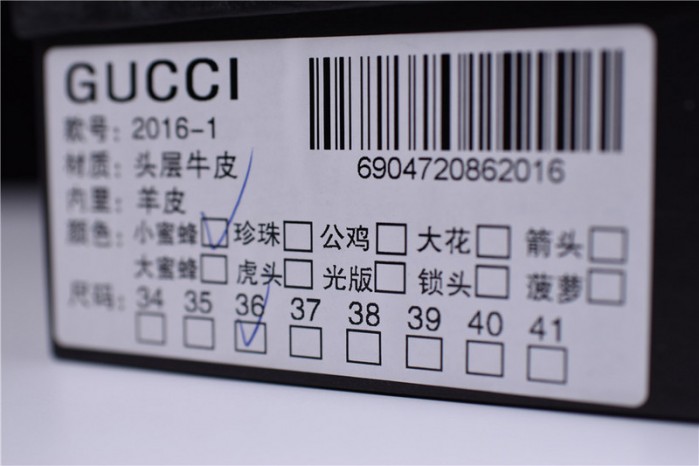 GUCCI
款号: 2016-1
材质: 头层牛皮
内里: 羊皮
6904720862016
颜色: 小蜜蜂☑ 珍珠□ 公鸡□ 大花□ 箭头□
大蜜蜂□ 虎头□ 光版□ 锁头□ 菠萝□
尺码: 34 35 36 37 38 39 40 41
□ □ ☑ □ □ □ □ □